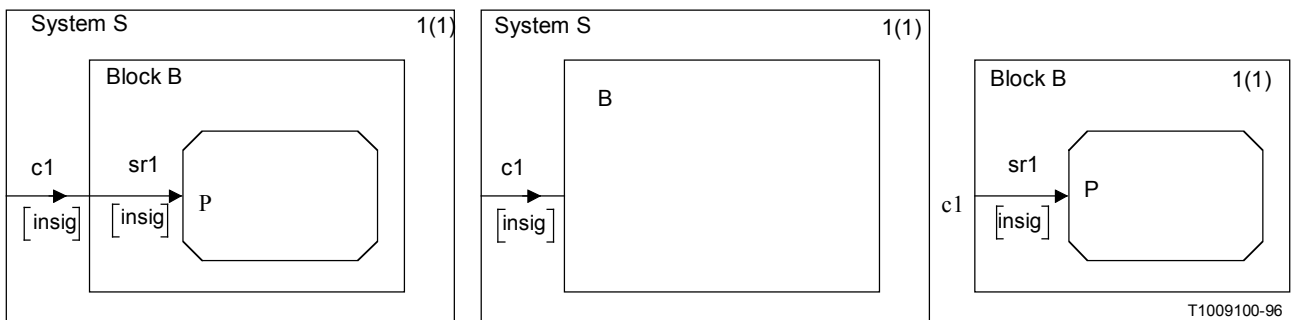 System S 1(1)
Block B
c1 sr1
P
[insig] [insig]
System S 1(1)
B
c1
[insig]
Block B 1(1)
sr1
c1 P
[insig]
T1009100-96